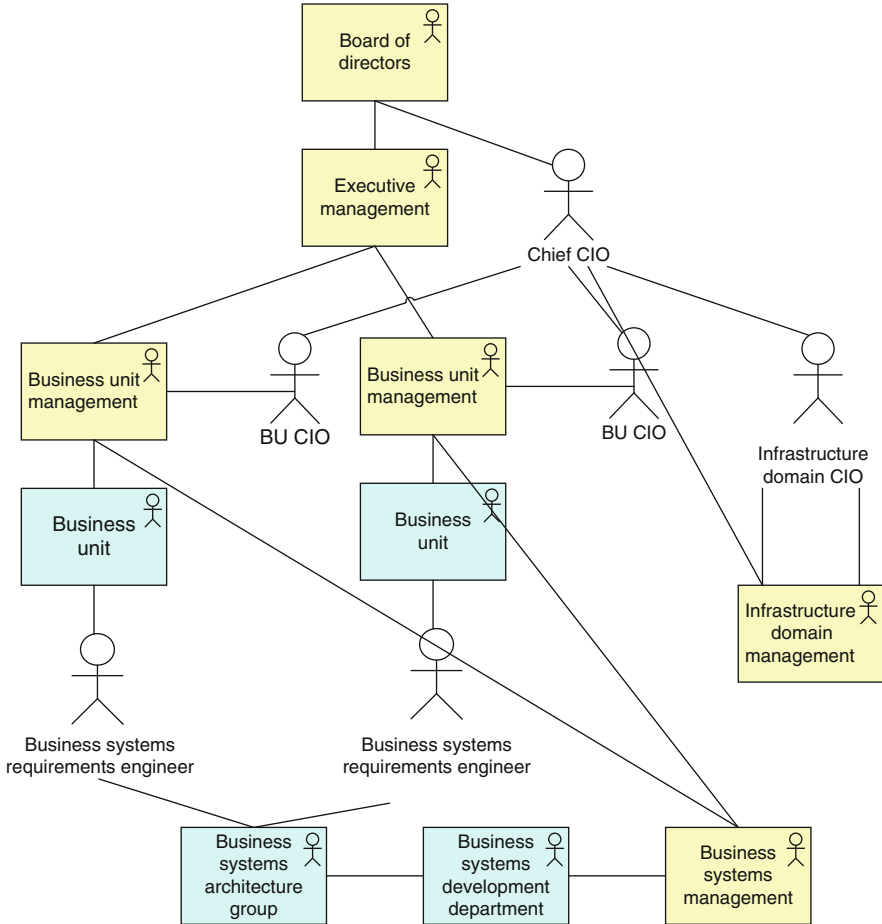 Board of
directors
Executive
management
Chief CIO
Business unit
management
BU CIO
Business unit
management
BU CIO
Infrastructure
domain CIO
Business
unit
Business
unit
Infrastructure
domain
management
Business systems
requirements engineer
Business systems
requirements engineer
Business
systems
architecture
group
Business
systems
development
department
Business
systems
management